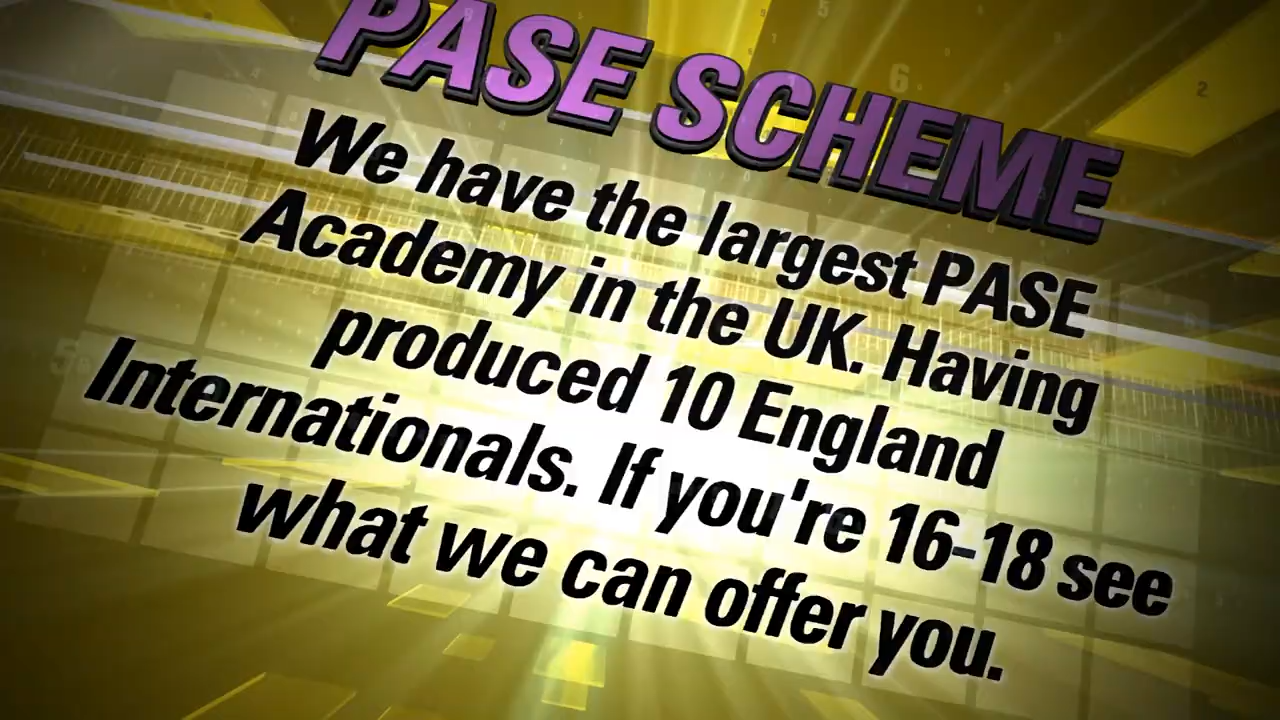 PASE SCHEME
We have the largest PASE
Academy in the UK. Having
produced 10 England
Internationals. If you're 16-18 see
what we can offer you.